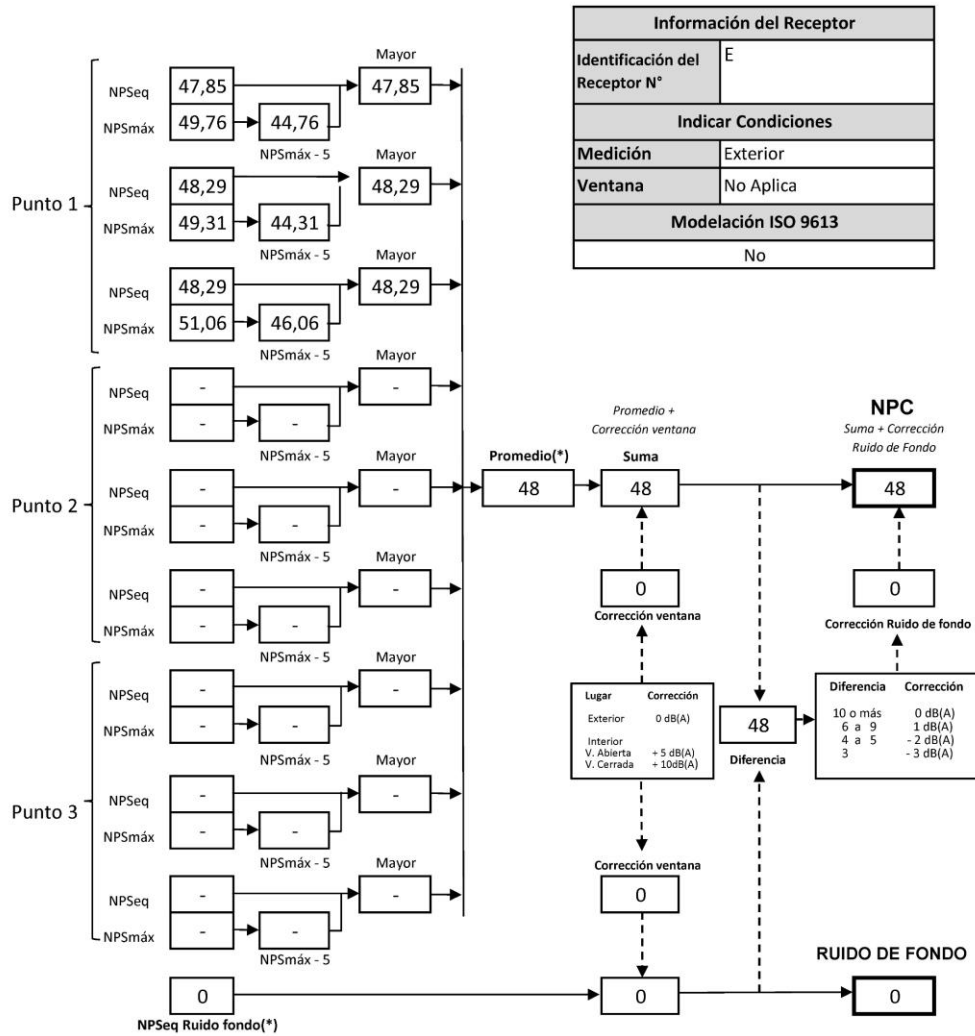 Información del Receptor
Identificación del Receptor N°
E
Indicar Condiciones
Medición
Exterior
Ventana
No Aplica
Modelación ISO 9613
No
Punto 1
Mayor
NPSeq
47,85
47,85
NPSmáx
49,76
44,76
NPSmáx - 5
Mayor
NPSeq
48,29
48,29
NPSmáx
49,31
44,31
NPSmáx - 5
Mayor
NPSeq
48,29
48,29
NPSmáx
51,06
46,06
NPSmáx - 5
Punto 2
Mayor
NPSeq
-
-
NPSmáx
-
-
NPSmáx - 5
Mayor
NPSeq
-
-
NPSmáx
-
-
NPSmáx - 5
Mayor
NPSeq
-
-
NPSmáx
-
-
NPSmáx - 5
Punto 3
Mayor
NPSeq
-
-
NPSmáx
-
-
NPSmáx - 5
Mayor
NPSeq
-
-
NPSmáx
-
-
NPSmáx - 5
Mayor
NPSeq
-
-
NPSmáx
-
-
NPSmáx - 5
0
NPSeq Ruido fondo(*)
Promedio(*)
48
Promedio +
Corrección ventana
Suma
48
0
Corrección ventana
Lugar Corrección
Exterior 0 dB(A)
Interior
V. Abierta + 5 dB(A)
V. Cerrada + 10dB(A)
Corrección ventana
0
0
48
Diferencia
NPC
Suma + Corrección
Ruido de Fondo
48
0
Corrección Ruido de fondo
Diferencia Corrección
10 o más 0 dB(A)
6 a 9 1 dB(A)
4 a 5 - 2 dB(A)
3 - 3 dB(A)
RUIDO DE FONDO
0